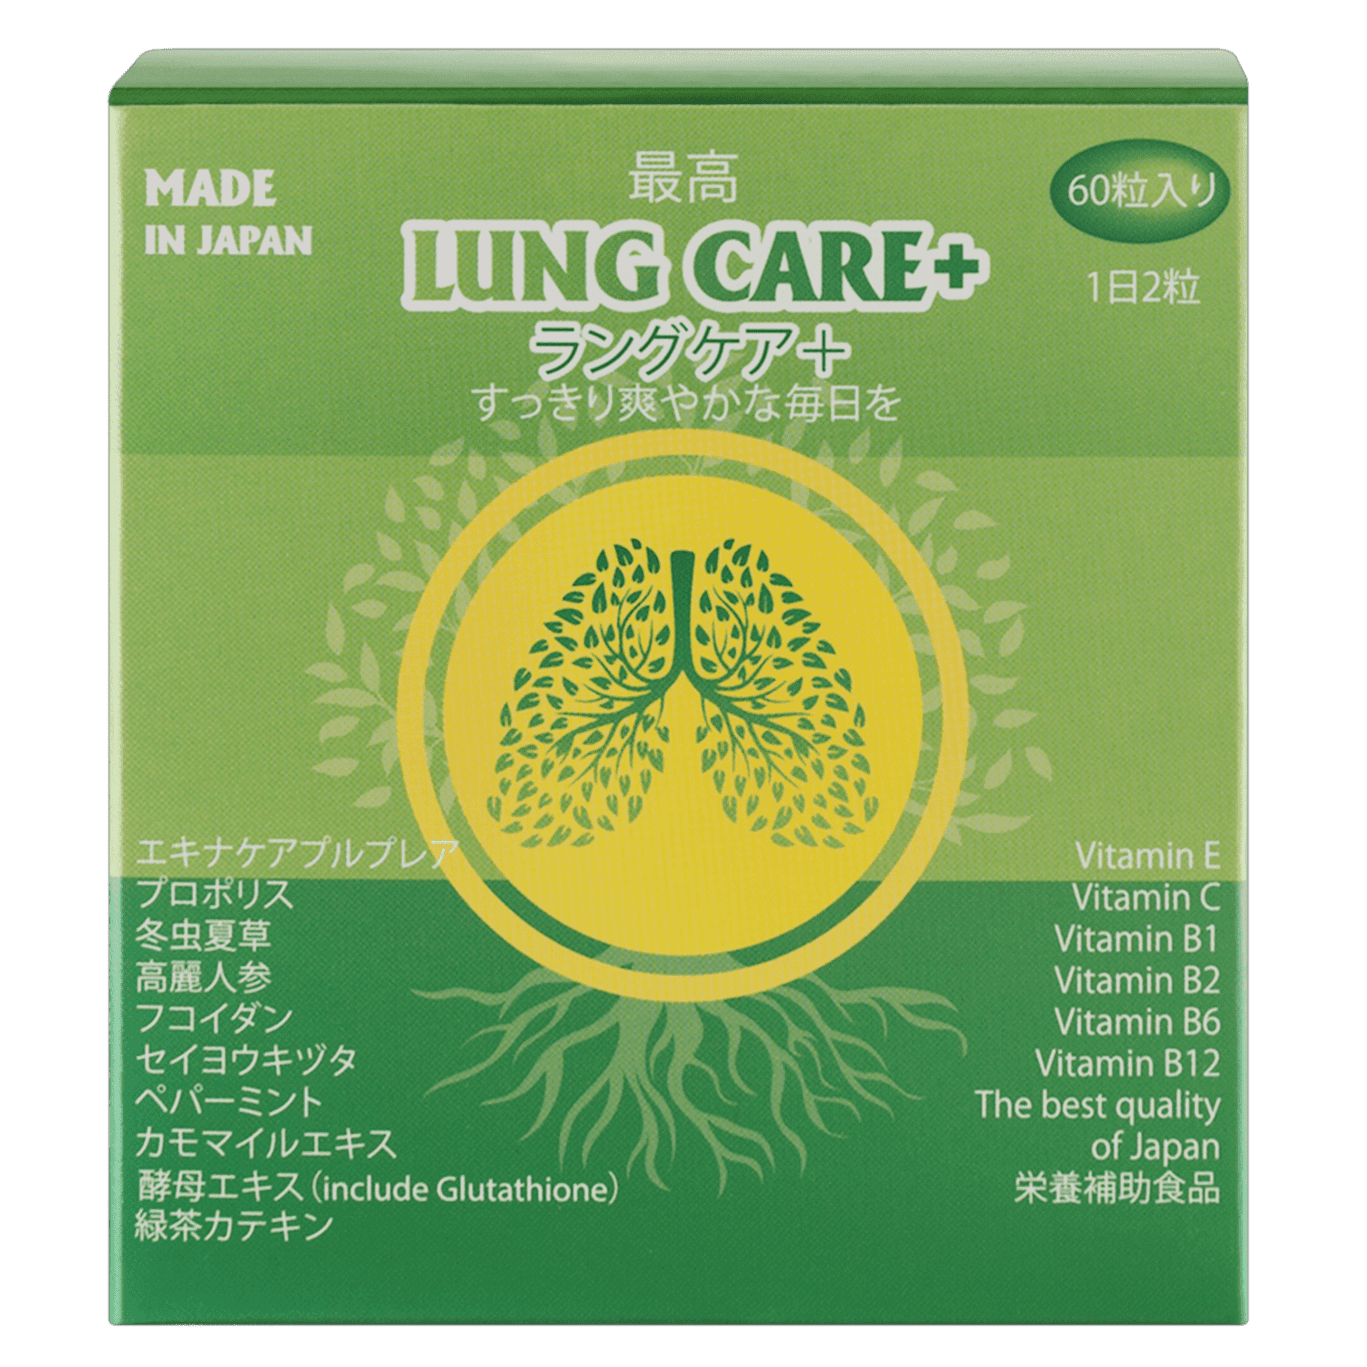 MADE
IN JAPAN
最高
LUNG CARE+
ラングケア＋
すっきり爽やかな毎日を
60粒入り
1日2粒
エキナケアプルプレア
プロポリス
冬虫夏草
高麗人参
フコイダン
セイヨウキヅタ
ペパーミント
カモマイルエキス
酵母エキス（include Glutathione）
緑茶カテキン
Vitamin E
Vitamin C
Vitamin B1
Vitamin B2
Vitamin B6
Vitamin B12
The best quality
of Japan
栄養補助食品